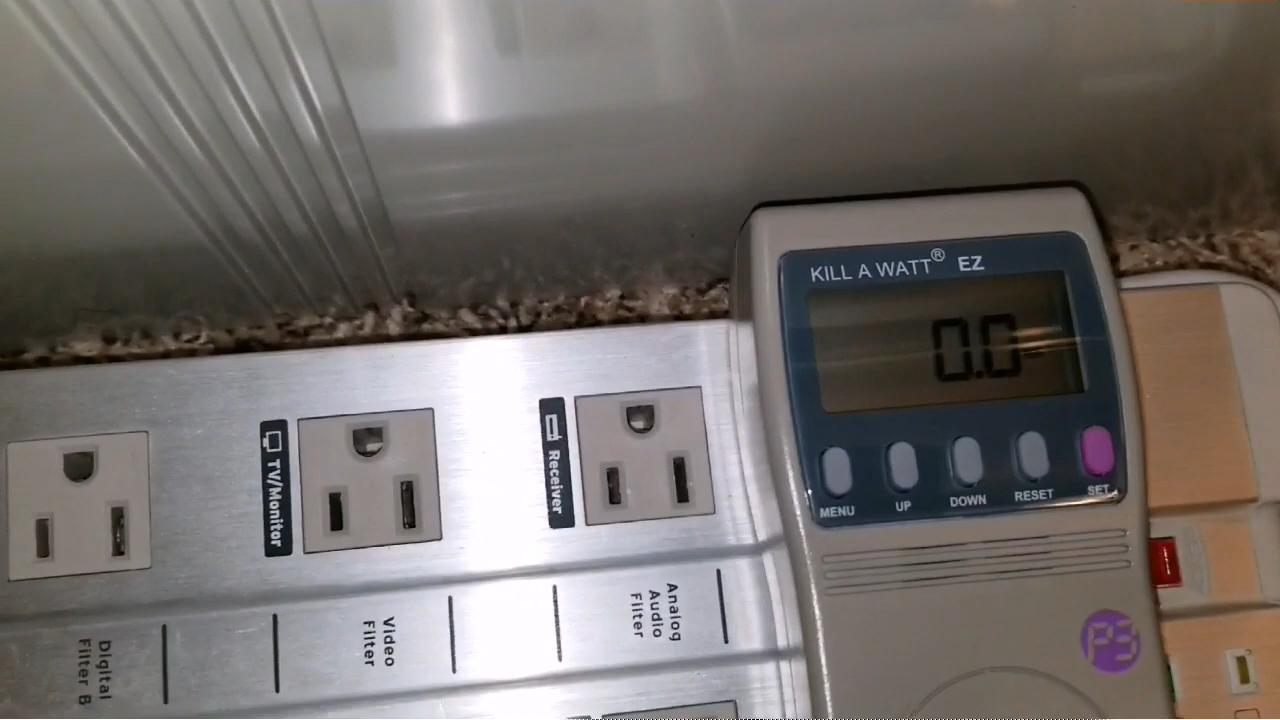 KILL A WATT® EZ
0.0
MENU
UP
DOWN
RESET
SET
P3
TV/Monitor
Receiver
Digital
Filter B
Video
Filter
Analog
Audio
Filter